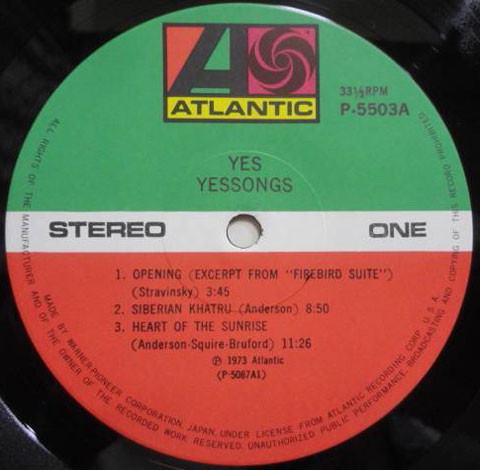 ATLANTIC
33⅓RPM
P-5503A
YES
YESSONGS
STEREO
ONE
1. OPENING (EXCERPT FROM "FIREBIRD SUITE")
(Stravinsky) 3:45
2. SIBERIAN KHATRU (Anderson) 8:50
3. HEART OF THE SUNRISE
(Anderson-Squire-Bruford) 11:26
Ⓟ 1973 Atlantic
(P-5087A1)
MADE BY WARNER-PIONEER CORPORATION, JAPAN, UNDER LICENSE FROM ATLANTIC RECORDING CORP. U.S.A.
ALL RIGHTS OF THE MANUFACTURER AND OF THE OWNER OF THE RECORDED WORK RESERVED. UNAUTHORIZED PUBLIC PERFORMANCE, BROADCASTING AND COPYING OF THIS RECORD PROHIBITED.